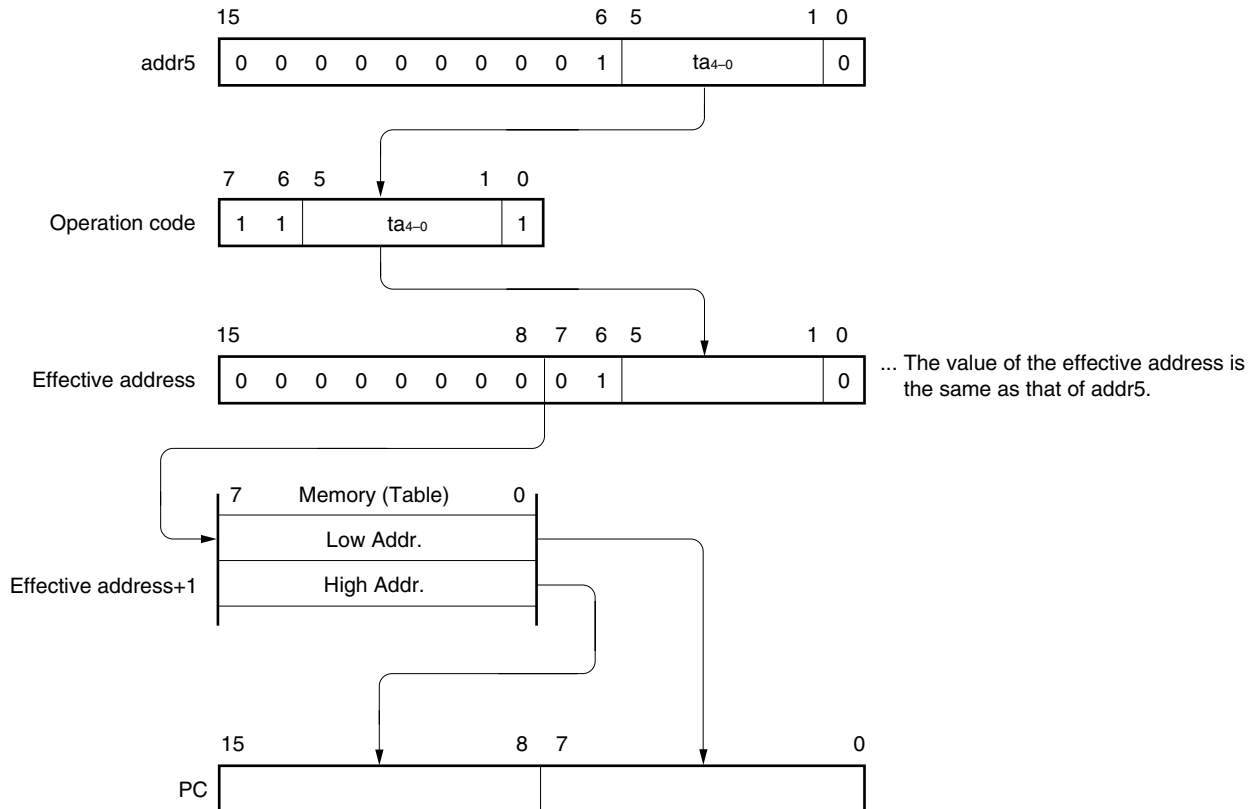 15 6 5 1 0
addr5 0 0 0 0 0 0 0 0 0 1 ta4–0 0
7 6 5 1 0
Operation code 1 1 ta4–0 1
15 8 7 6 5 1 0
Effective address 0 0 0 0 0 0 0 0 0 1 0 ... The value of the effective address is
the same as that of addr5.
7 Memory (Table) 0
Low Addr.
Effective address+1 High Addr.
15 8 7 0
PC